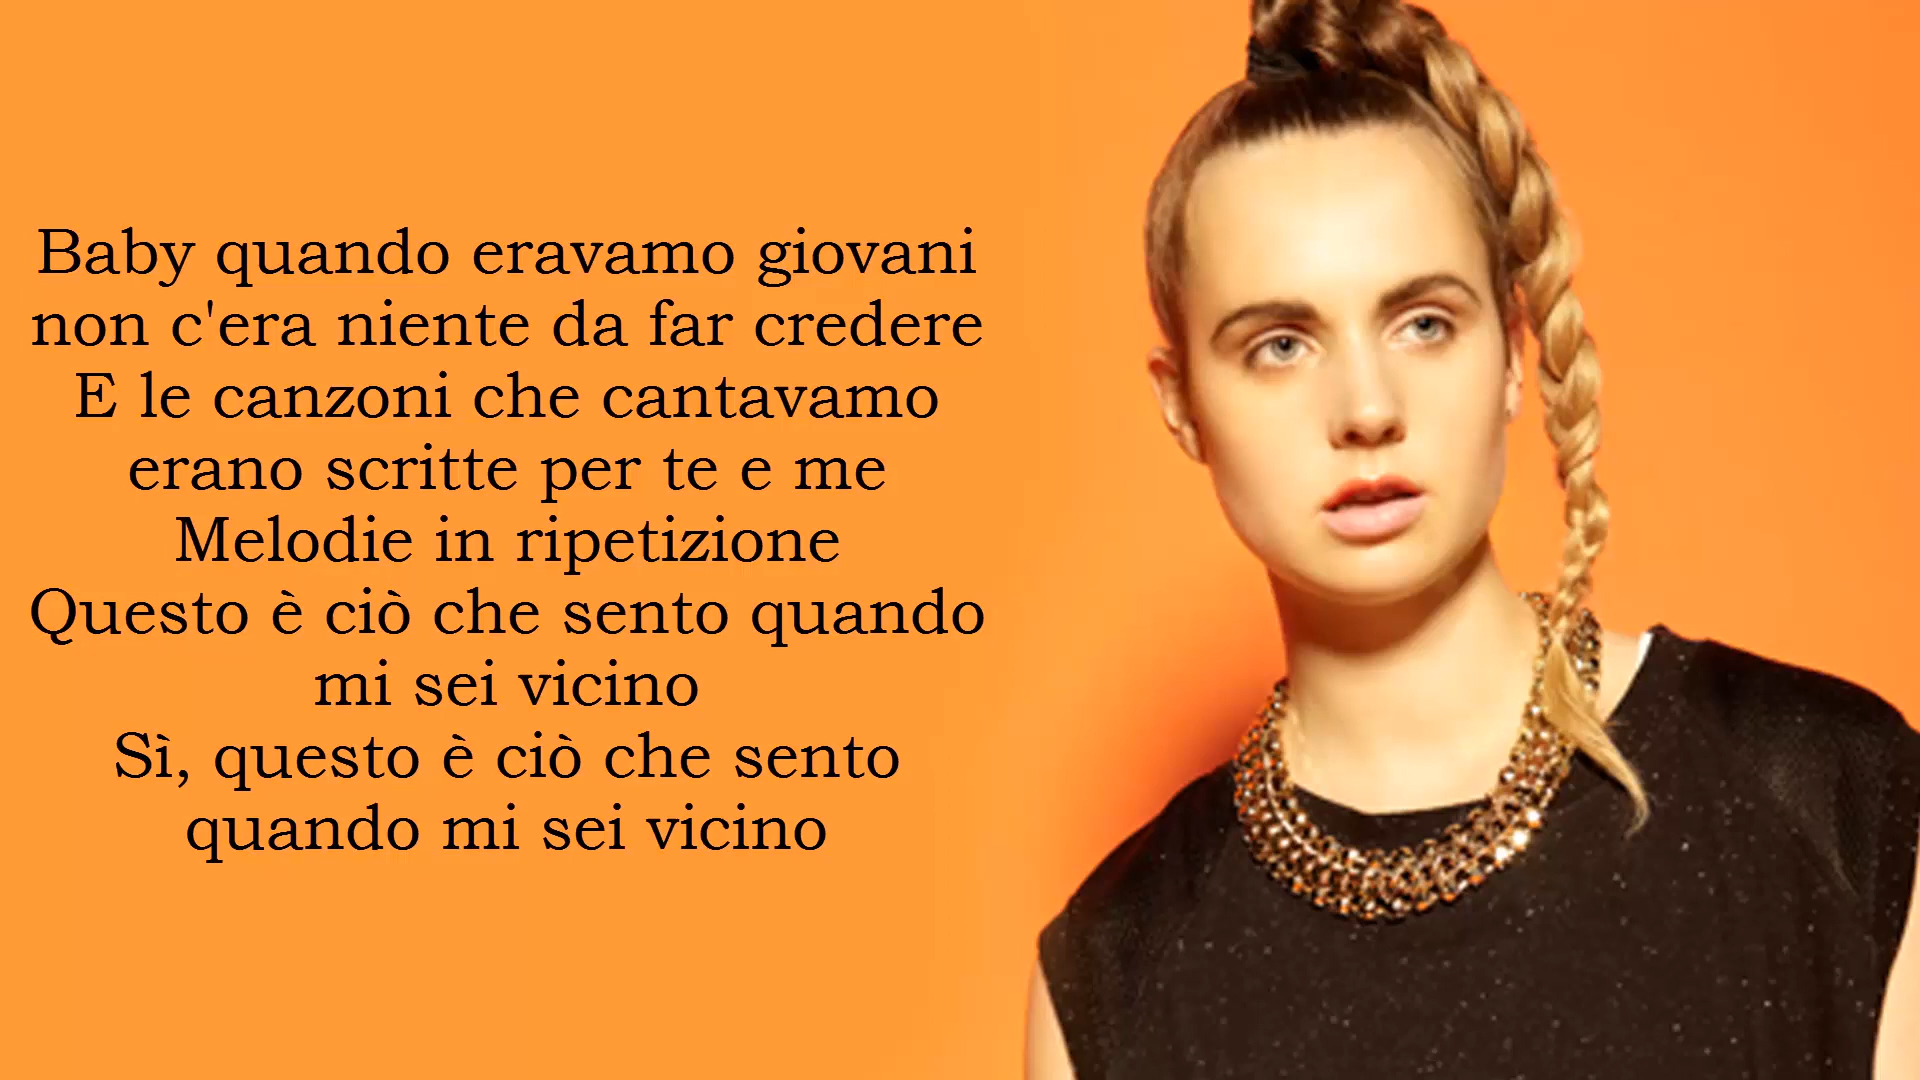 Baby quando eravamo giovani
non c'era niente da far credere
E le canzoni che cantavamo
erano scritte per te e me
Melodie in ripetizione
Questo è ciò che sento quando
mi sei vicino
Sì, questo è ciò che sento
quando mi sei vicino